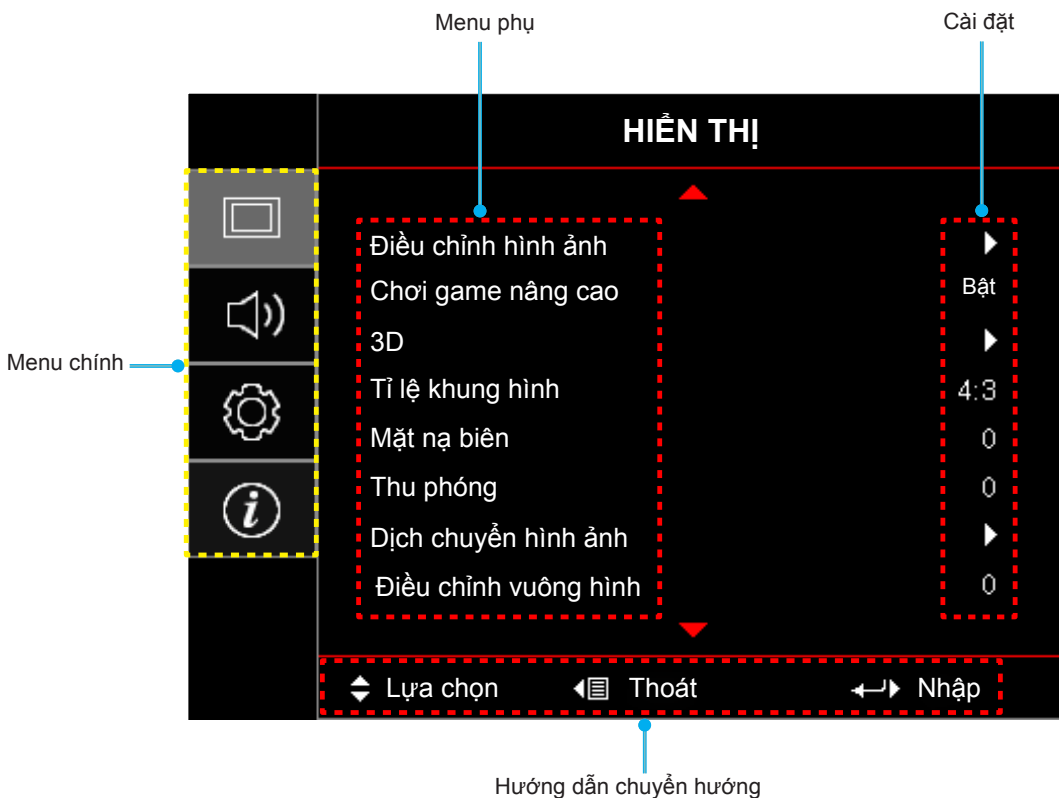 Menu phụ
Cài đặt
HIỂN THỊ
Điều chỉnh hình ảnh
Chơi game nâng cao Bật
3D
Menu chính
Tỉ lệ khung hình 4:3
Mặt nạ biên 0
Thu phóng 0
Dịch chuyển hình ảnh
Điều chỉnh vuông hình 0
Lựa chọn Thoát Nhập
Hướng dẫn chuyển hướng